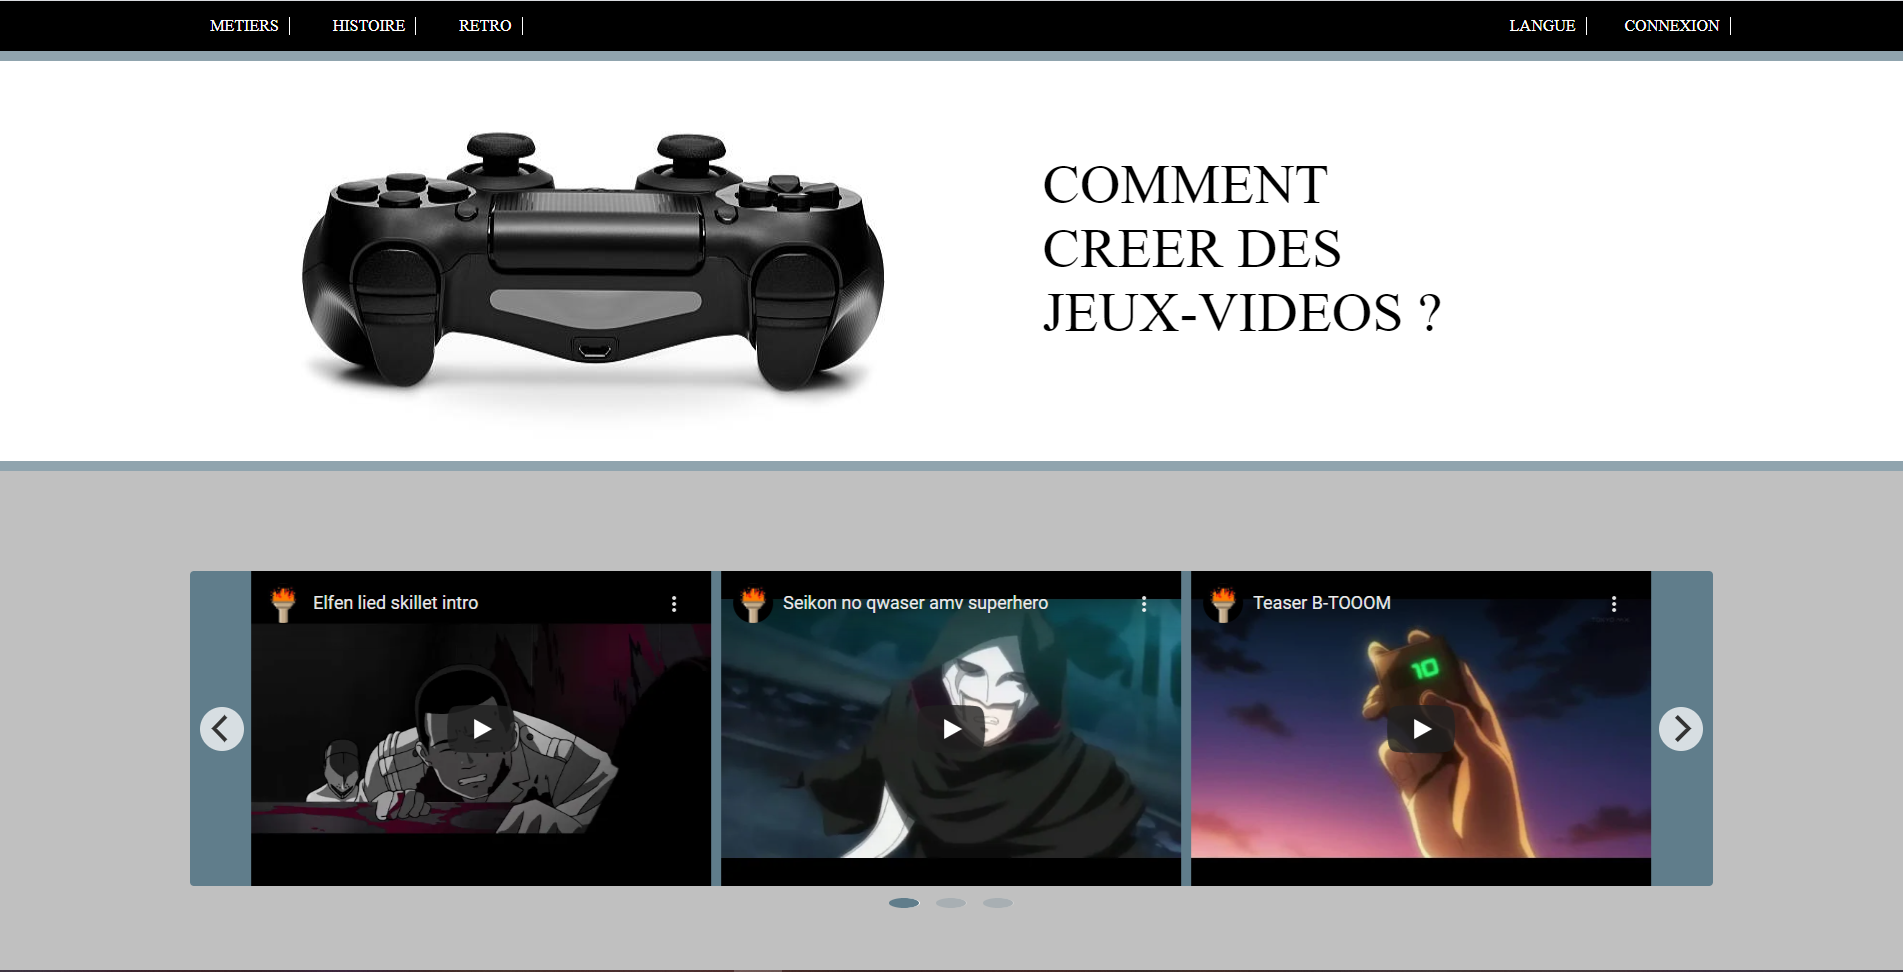 METIERS
HISTOIRE
RETRO
LANGUE
CONNEXION
COMMENT
CREER DES
JEUX-VIDEOS ?
Elfen lied skillet intro
Seikon no qwaser amv superhero
Teaser B-TOOOM
10